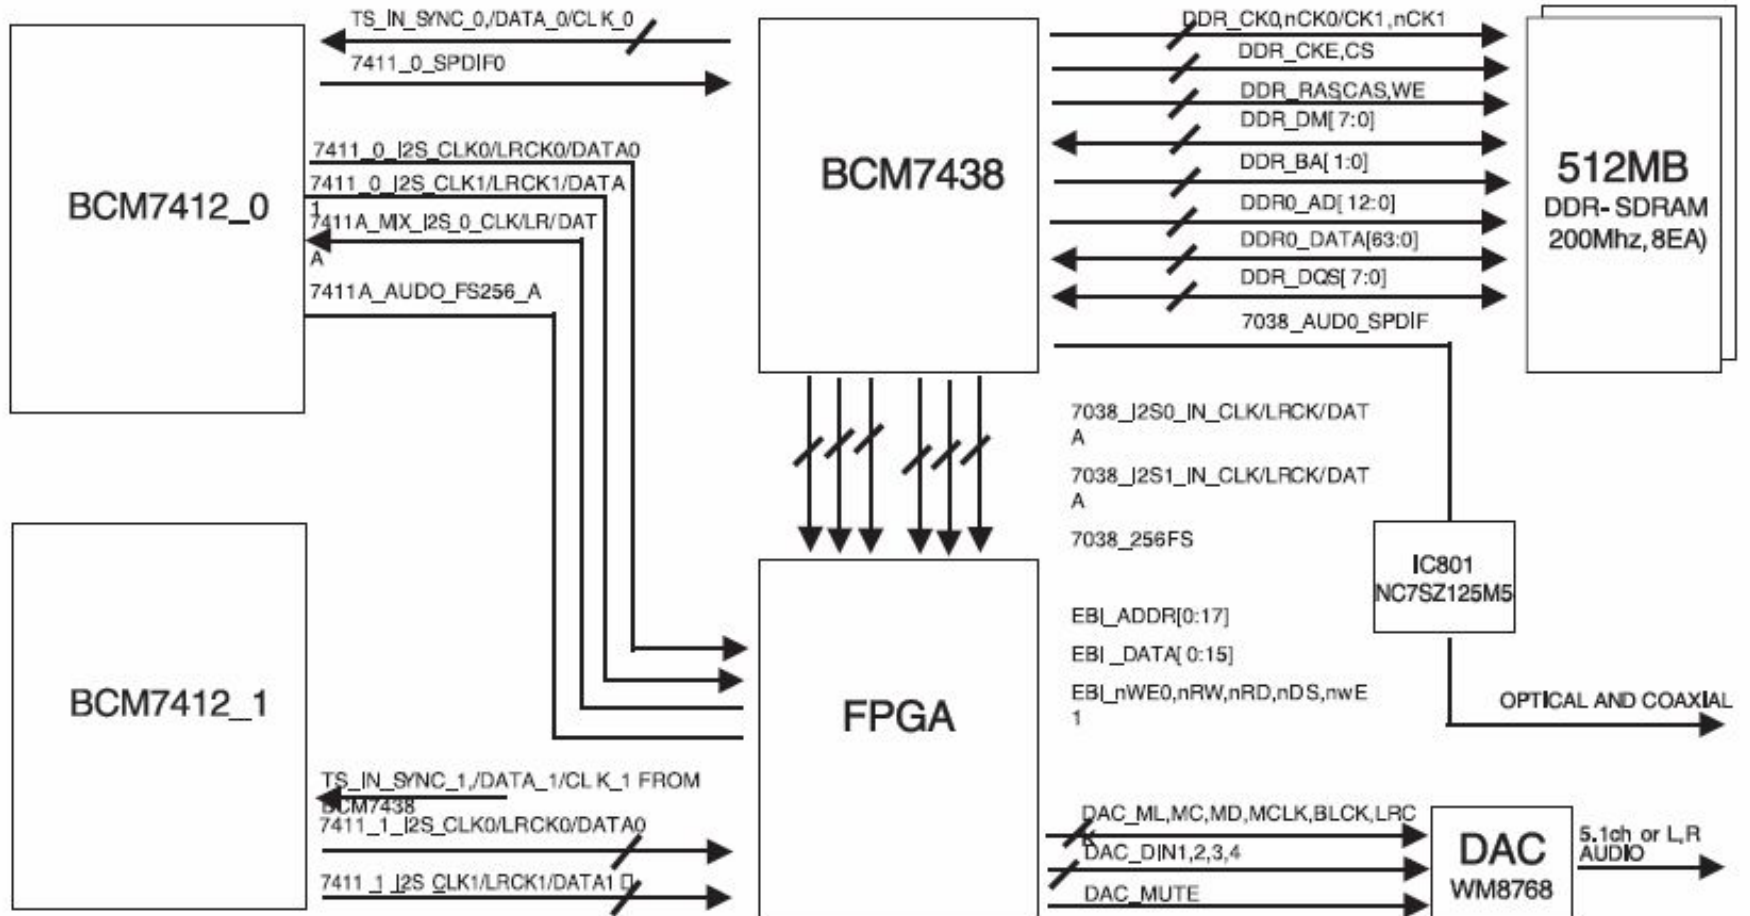 TS_IN_SYNC_0,/DATA_0/CLK_0
7411_0_SPDIF0
7411_0_I2S_CLK0/LRCK0/DATA0
7411_0_I2S_CLK1/LRCK1/DATA
1
7411A_MIX_I2S_0_CLK/LR/DAT
A
7411A_AUDO_FS256_A
BCM7412_0
BCM7438
DDR_CK0,nCK0/CK1,nCK1
DDR_CKE,CS
DDR_RAS,CAS,WE
DDR_DM[7:0]
DDR_BA[1:0]
DDR0_AD[12:0]
DDR0_DATA[63:0]
DDR_DQS[7:0]
7038_AUD0_SPDIF
512MB
DDR-SDRAM
200Mhz, 8EA)
7038_I2S0_IN_CLK/LRCK/DAT
A
7038_I2S1_IN_CLK/LRCK/DAT
A
7038_256FS
EBI_ADDR[0:17]
EBI_DATA[0:15]
EBI_nWE0,nRW,nRD,nDS,nwE
1
IC801
NC7SZ125M5
OPTICAL AND COAXIAL
BCM7412_1
FPGA
TS_IN_SYNC_1,/DATA_1/CLK_1 FROM
BCM7438
7411_1_I2S_CLK0/LRCK0/DATA0
7411_1_I2S_CLK1/LRCK1/DATA1
DAC_ML,MC,MD,MCLK,BLCK,LRC
K
DAC_DIN1,2,3,4
DAC_MUTE
DAC
WM8768
5.1ch or L,R
AUDIO